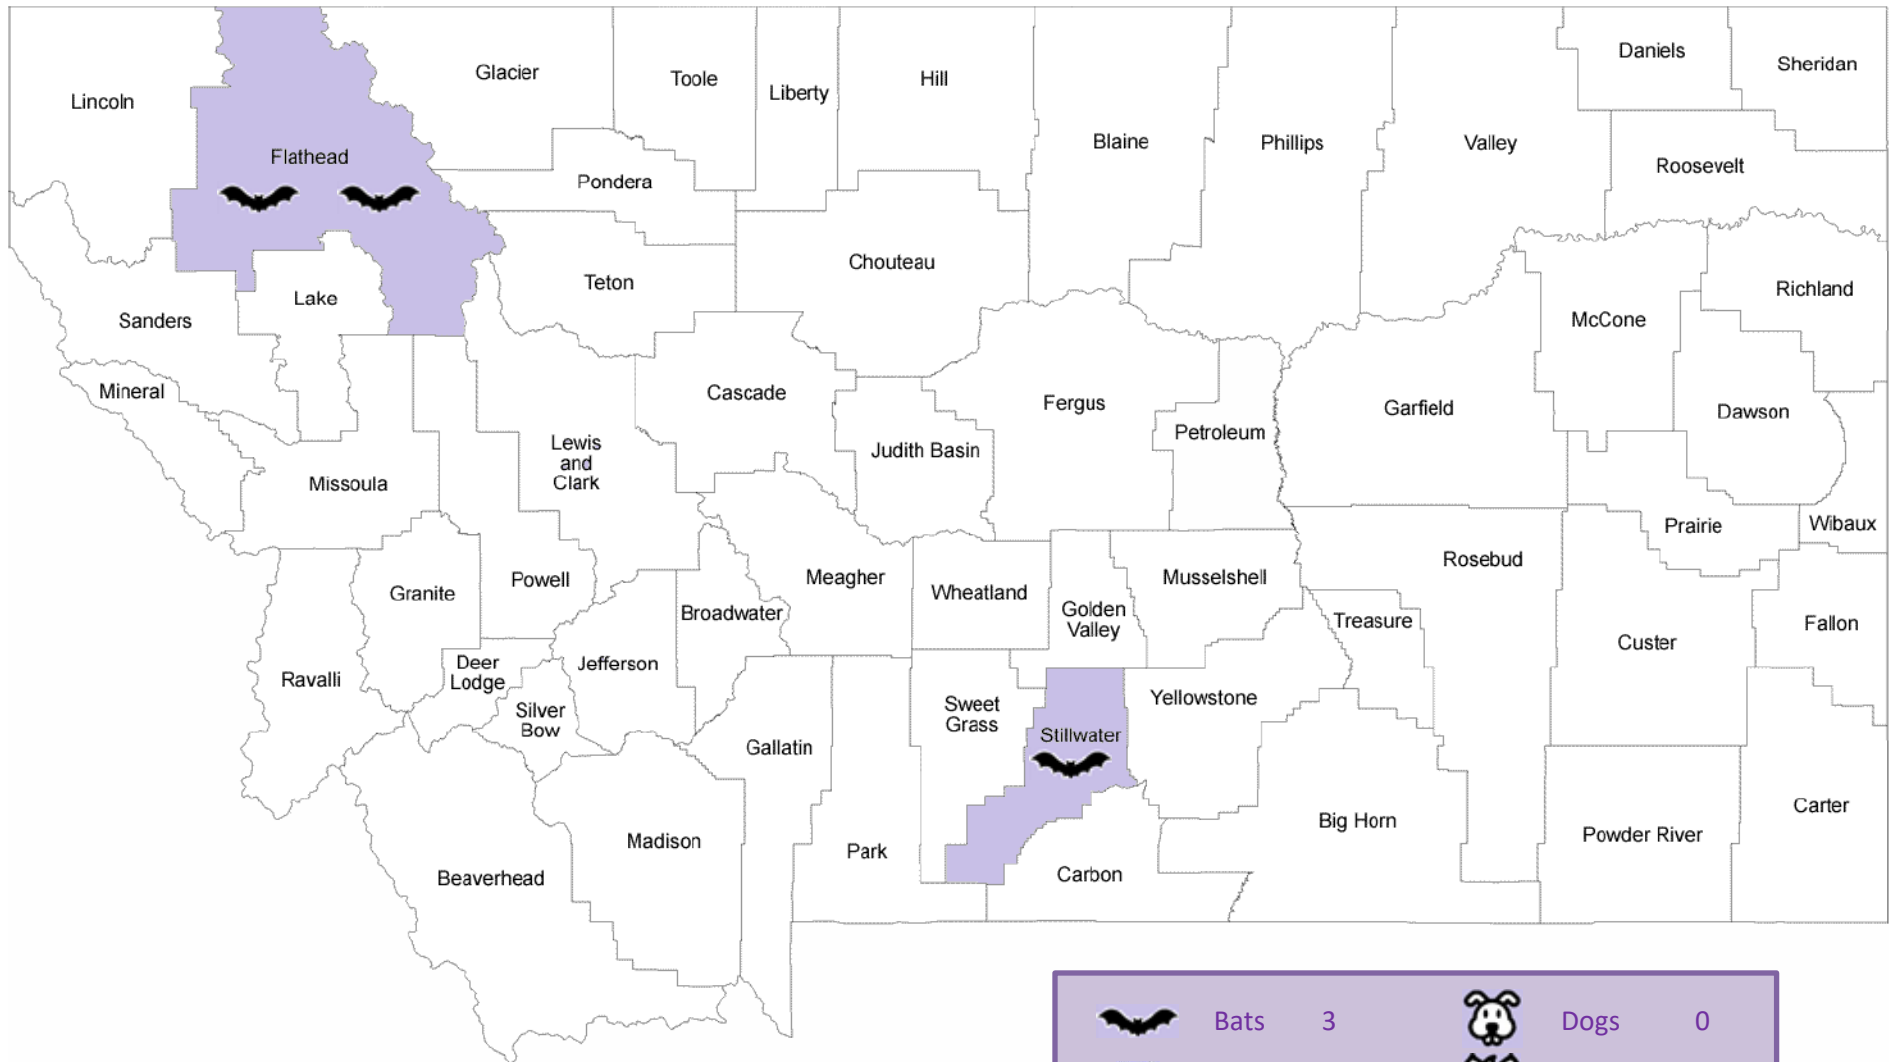 Daniels
Sheridan
Glacier
Toole
Hill
Liberty
Lincoln
Blaine
Phillips
Valley
Flathead
Roosevelt
Pondera
Chouteau
Teton
Richland
Lake
Sanders
McCone
Mineral
Cascade
Fergus
Garfield
Dawson
Petroleum
Judith Basin
Lewis
and
Clark
Missoula
Prairie
Wibaux
Rosebud
Powell
Meagher
Musselshell
Granite
Wheatland
Broadwater
Golden
Valley
Treasure
Fallon
Custer
Deer
Lodge
Jefferson
Ravalli
Yellowstone
Sweet
Grass
Silver
Bow
Stillwater
Gallatin
Carter
Big Horn
Powder River
Madison
Park
Carbon
Beaverhead
Bats 3 Dogs 0